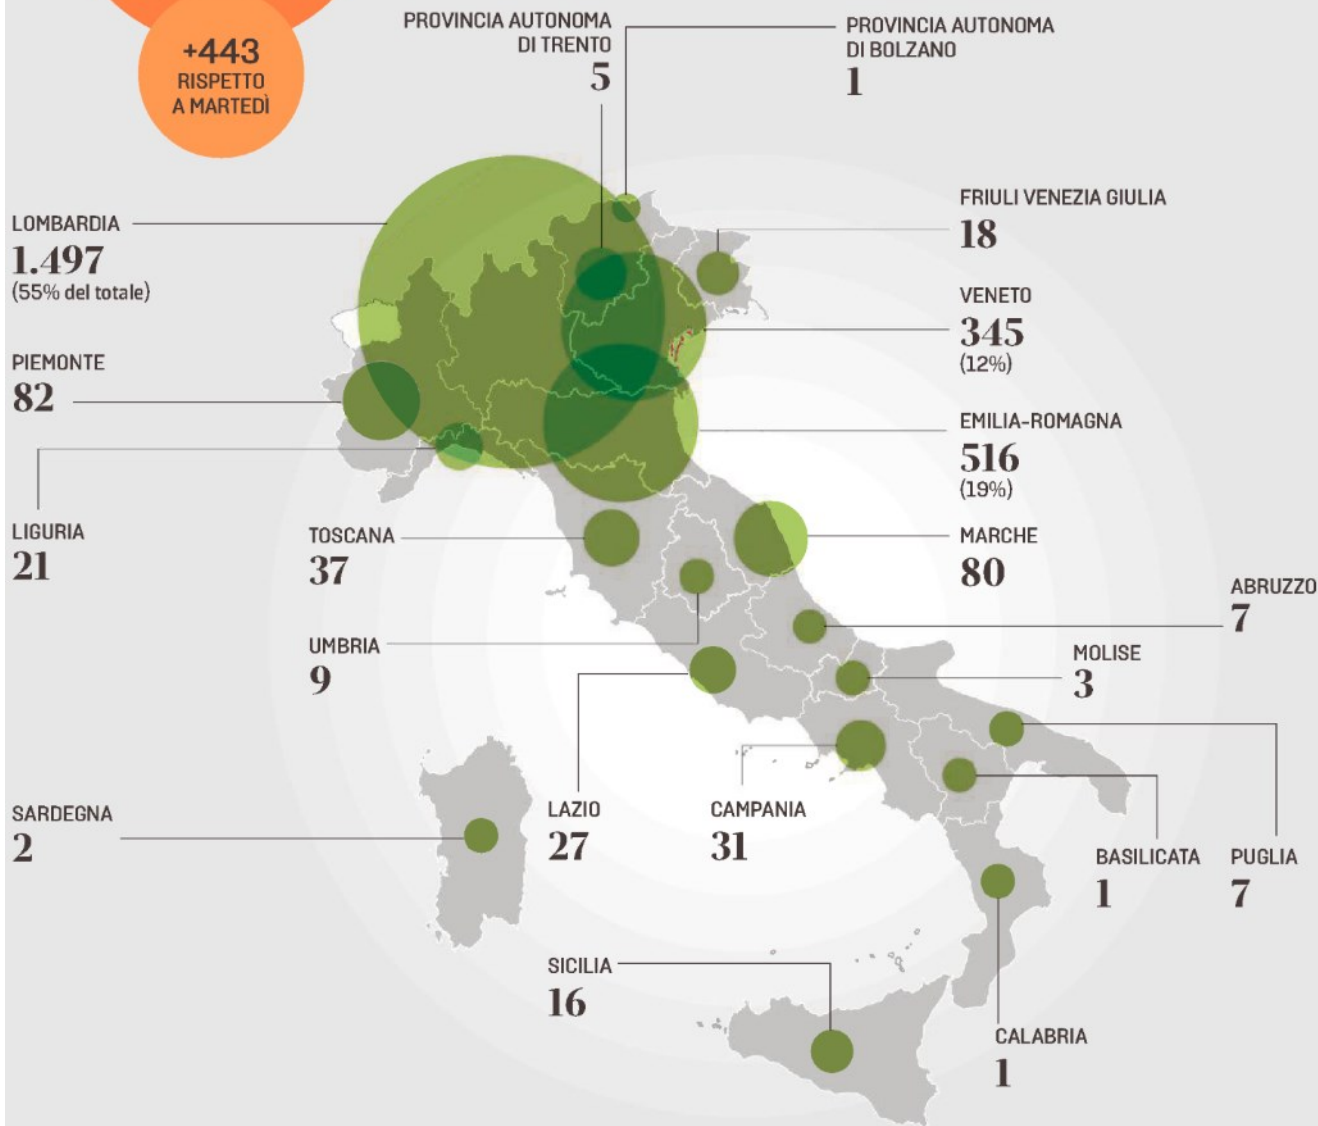 +443
RISPETTO
A MARTEDÌ
PROVINCIA AUTONOMA
DI TRENTO
5
PROVINCIA AUTONOMA
DI BOLZANO
1
LOMBARDIA
1.497
(55% del totale)
FRIULI VENEZIA GIULIA
18
VENETO
345
(12%)
PIEMONTE
82
EMILIA-ROMAGNA
516
(19%)
LIGURIA
21
TOSCANA
37
MARCHE
80
ABRUZZO
7
UMBRIA
9
MOLISE
3
SARDEGNA
2
LAZIO
27
CAMPANIA
31
BASILICATA
1
PUGLIA
7
SICILIA
16
CALABRIA
1